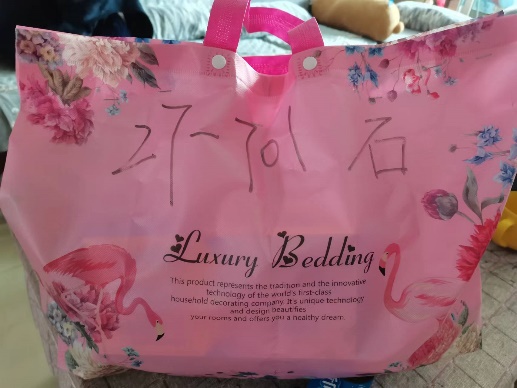 27-701 石
Luxury Bedding
This product represents the tradition and the innovative
technology of the world's first-class
household decorating company. It's unique technology
and design beautifies
your rooms and offers you a healthy dream.